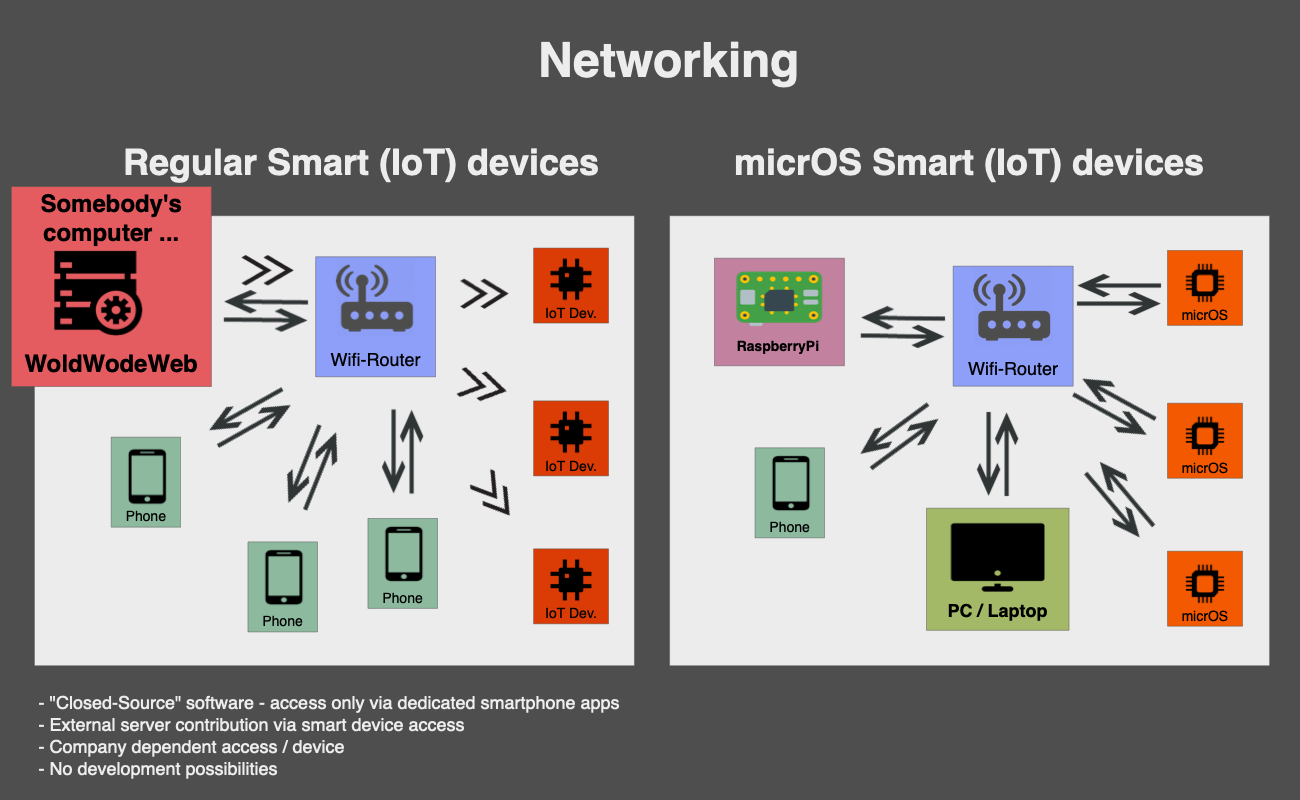 Networking
Regular Smart (IoT) devices
Somebody's
computer ...
WoldWodeWeb
Wifi-Router
IoT Dev.
IoT Dev.
IoT Dev.
Phone
Phone
Phone
micrOS Smart (IoT) devices
RaspberryPi
Wifi-Router
micrOS
micrOS
micrOS
Phone
PC / Laptop
- "Closed-Source" software - access only via dedicated smartphone apps
- External server contribution via smart device access
- Company dependent access / device
- No development possibilities